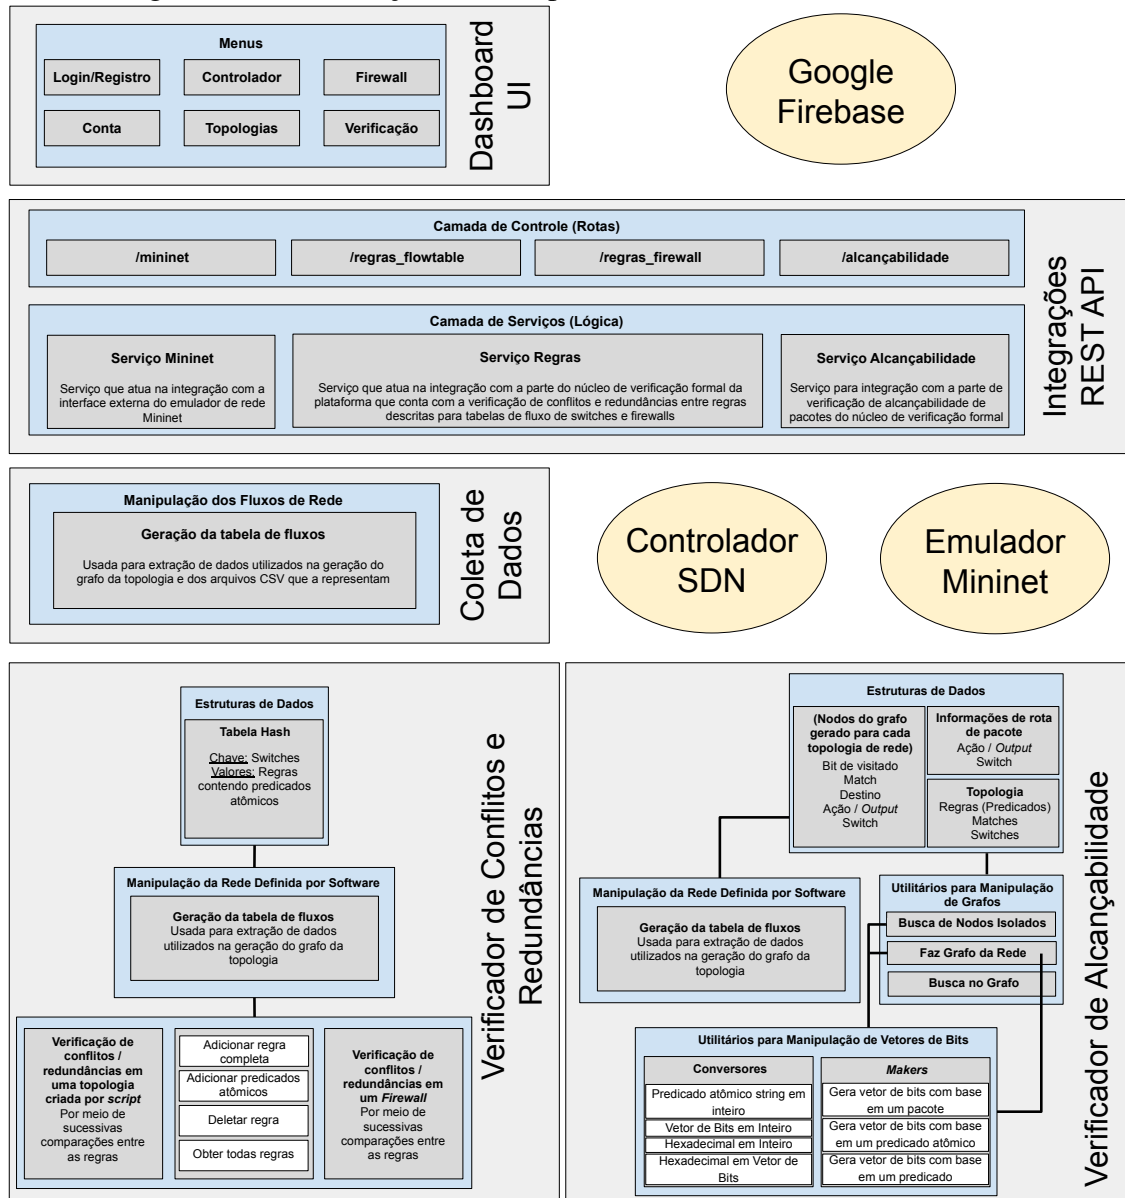 Menus
Login/Registro
Controlador
Firewall
Conta
Topologias
Verificação
Dashboard
UI
Google
Firebase
Camada de Controle (Rotas)
/mininet
/regras_flowtable
/regras_firewall
/alcançabilidade
Camada de Serviços (Lógica)
Serviço Mininet
Serviço que atua na integração com a
interface externa do emulador de rede
Mininet
Serviço Regras
Serviço que atua na integração com a parte do núcleo de verificação formal da
plataforma que conta com a verificação de conflitos e redundâncias entre regras
descritas para tabelas de fluxo de switches e firewalls
Serviço Alcançabilidade
Serviço para integração com a parte de
verificação de alcançabilidade de
pacotes do núcleo de verificação formal
Integrações
REST API
Manipulação dos Fluxos de Rede
Geração da tabela de fluxos
Usada para extração de dados utilizados na geração do
grafo da topologia e dos arquivos CSV que a representam
Coleta de
Dados
Controlador
SDN
Emulador
Mininet
Estruturas de Dados
Tabela Hash
Chave: Switches
Valores: Regras
contendo predicados
atômicos
Manipulação da Rede Definida por Software
Geração da tabela de fluxos
Usada para extração de dados
utilizados na geração do grafo da
topologia
Verificação de
conflitos /
redundâncias em
uma topologia
criada por script
Por meio de
sucessivas
comparações entre
as regras
Adicionar regra
completa
Adicionar predicados
atômicos
Deletar regra
Obter todas regras
Verificação de
conflitos /
redundâncias em
um Firewall
Por meio de
sucessivas
comparações entre
as regras
Verificador de Conflitos e
Redundâncias
Estruturas de Dados
(Nodos do grafo
gerado para cada
topologia de rede)
Bit de visitado
Match
Destino
Ação / Output
Switch
Informações de rota
de pacote
Ação / Output
Switch
Topologia
Regras (Predicados)
Matches
Switches
Manipulação da Rede Definida por Software
Geração da tabela de fluxos
Usada para extração de dados
utilizados na geração do grafo da
topologia
Utilitários para Manipulação
de Grafos
Busca de Nodos Isolados
Faz Grafo da Rede
Busca no Grafo
Utilitários para Manipulação de Vetores de Bits
Conversores
Predicado atômico string em
inteiro
Vetor de Bits em Inteiro
Hexadecimal em Inteiro
Hexadecimal em Vetor de
Bits
Makers
Gera vetor de bits com base
em um pacote
Gera vetor de bits com base
em um predicado atômico
Gera vetor de bits com base
em um predicado
Verificador de Alcançabilidade